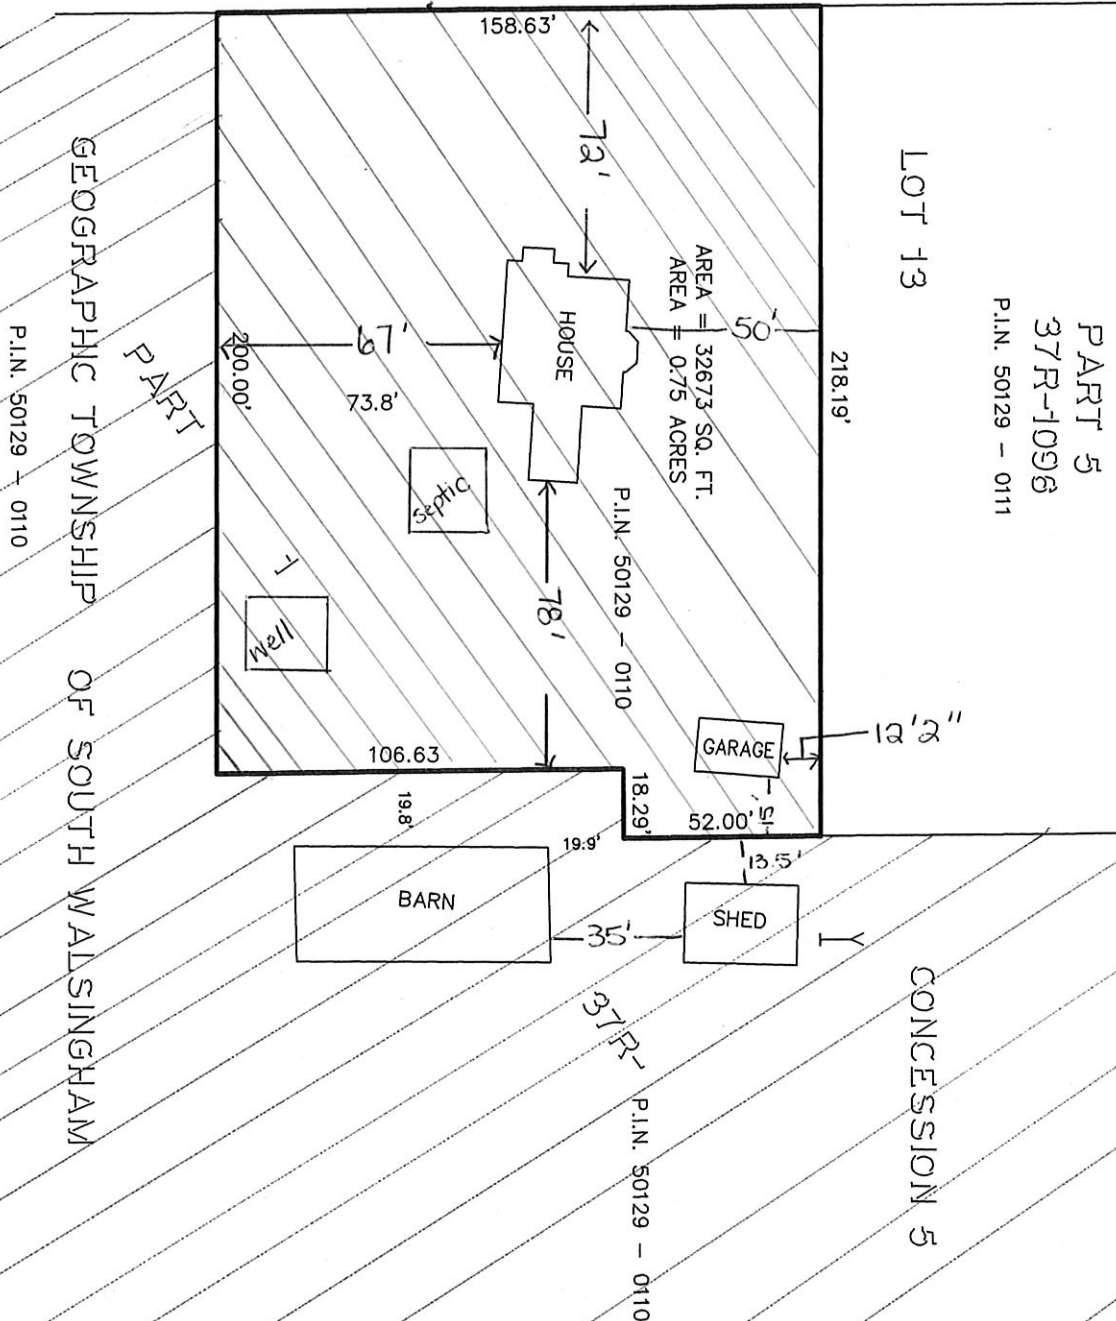 158.63'
72'
LOT 13
PART 5
37R-1096
P.I.N. 50129 - 0111
AREA = 32673 SQ. FT.
AREA = 0.75 ACRES
HOUSE
50'
218.19'
67'
200.00'
73.8'
PART
GEOGRAPHIC TOWNSHIP OF SOUTH WALSINGHAM
P.I.N. 50129 - 0110
septic
P.I.N. 50129 - 0110
78'
1
well
GARAGE
12'2"
106.63
18.29'
52.00'
15'
19.8'
19.9'
13.5'
BARN
35'
SHED
CONCESSION 5
37R-
P.I.N. 50129 - 0110